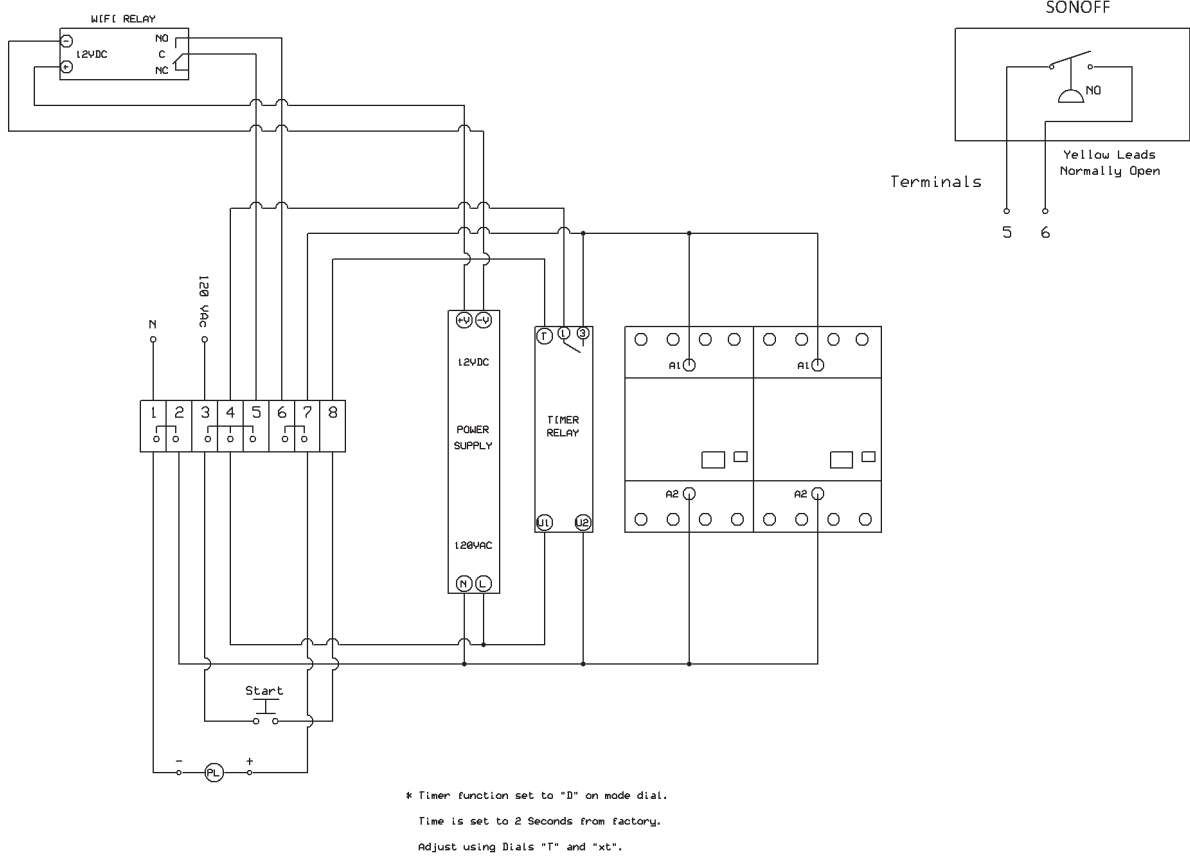 WIFI RELAY
SONOFF
NO
- 12VDC C
+ NC
NO
Yellow Leads
Normally Open
Terminals
5 6
N
120 VAC
+V -V
T 1 3
12VDC
A1 A1
1 2 3 4 5 6 7 8
POWER
SUPPLY
TIMER
RELAY
A2 A2
U1 U2
120VAC
N L
Start
- +
PL
* Timer function set to "D" on mode dial.
Time is set to 2 Seconds from factory.
Adjust using Dials "T" and "xt".